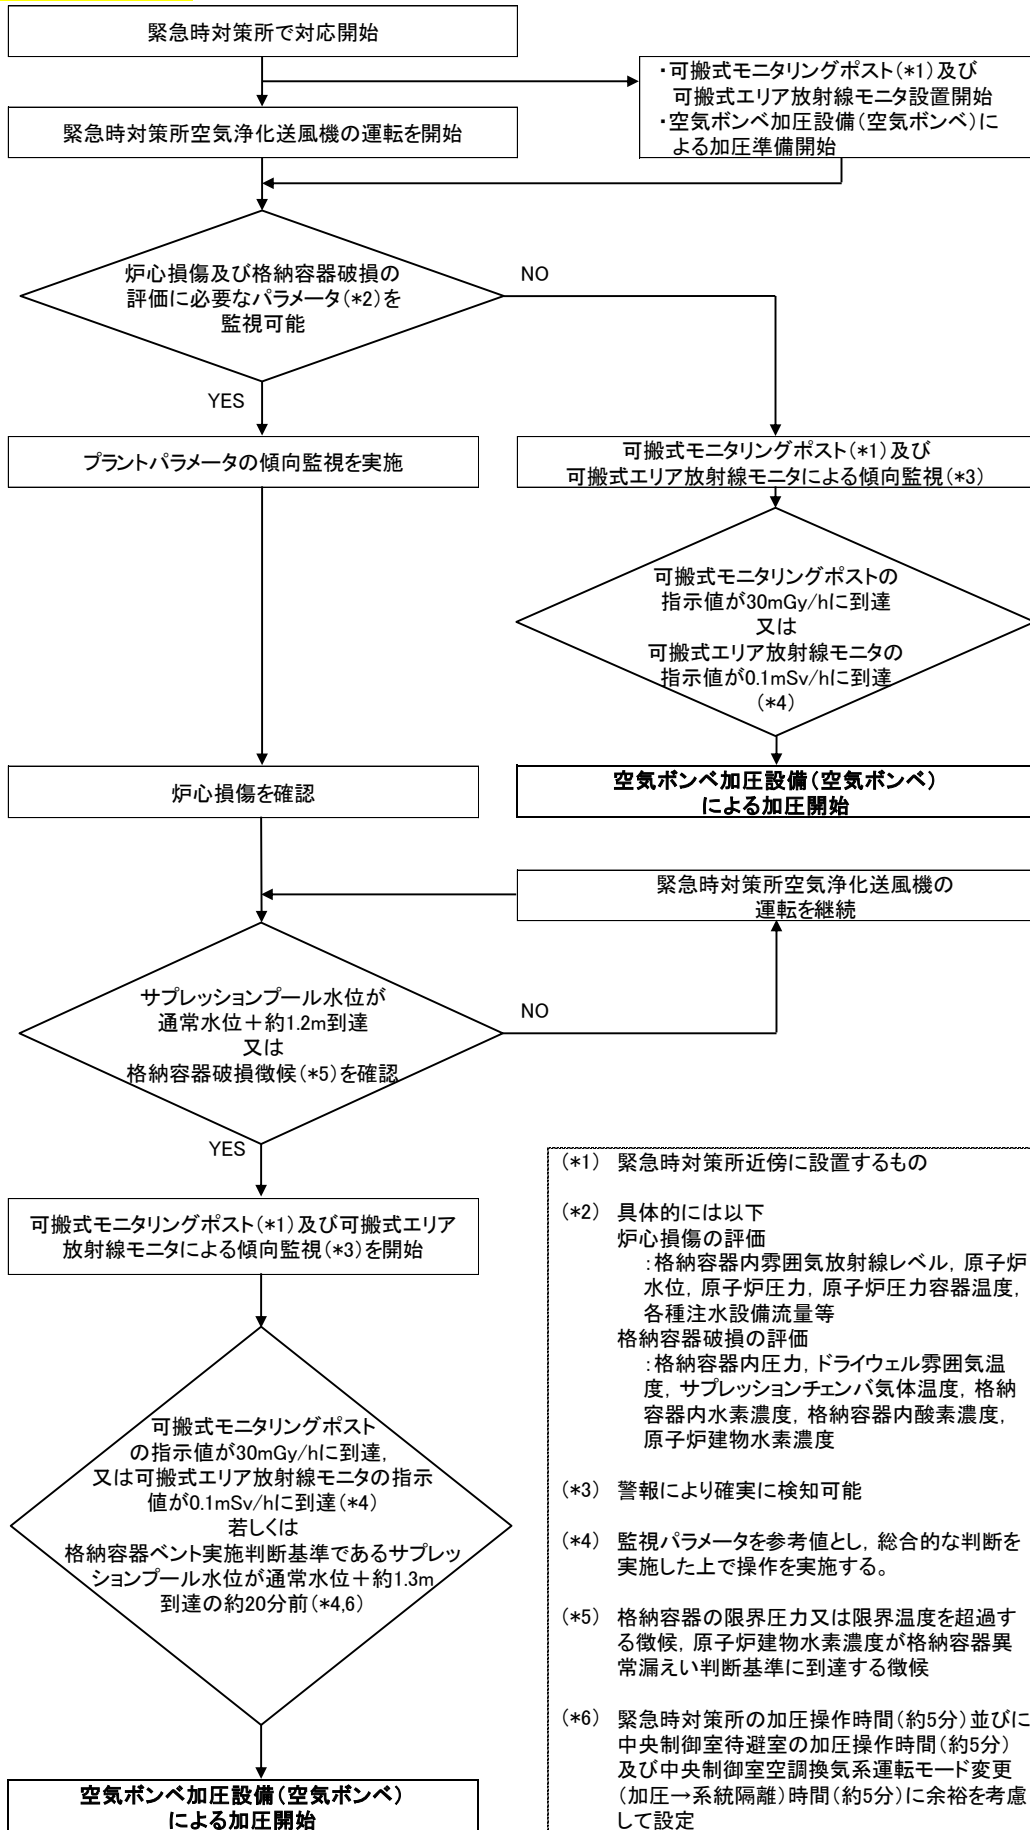 緊急時対策所で対応開始
・可搬式モニタリングポスト(*1)及び
可搬式エリア放射線モニタ設置開始
・空気ボンベ加圧設備(空気ボンベ)に
よる加圧準備開始
緊急時対策所空気浄化送風機の運転を開始
炉心損傷及び格納容器破損の
評価に必要なパラメータ(*2)を
監視可能
NO
YES
プラントパラメータの傾向監視を実施
可搬式モニタリングポスト(*1)及び
可搬式エリア放射線モニタによる傾向監視(*3)
可搬式モニタリングポストの
指示値が30mGy/hに到達
又は
可搬式エリア放射線モニタの
指示値が0.1mSv/hに到達
(*4)
炉心損傷を確認
空気ボンベ加圧設備(空気ボンベ)
による加圧開始
緊急時対策所空気浄化送風機の
運転を継続
サプレッションプール水位が
通常水位+約1.2m到達
又は
格納容器破損徴候(*5)を確認
NO
YES
可搬式モニタリングポスト(*1)及び可搬式エリア
放射線モニタによる傾向監視(*3)を開始
可搬式モニタリングポスト
の指示値が30mGy/hに到達,
又は可搬式エリア放射線モニタの指示
値が0.1mSv/hに到達(*4)
若しくは
格納容器ベント実施判断基準であるサプレッ
ションプール水位が通常水位+約1.3m
到達の約20分前(*4,6)
空気ボンベ加圧設備(空気ボンベ)
による加圧開始
(*1) 緊急時対策所近傍に設置するもの
(*2) 具体的には以下
炉心損傷の評価
:格納容器内雰囲気放射線レベル, 原子炉
水位, 原子炉圧力, 原子炉圧力容器温度,
各種注水設備流量等
格納容器破損の評価
:格納容器内圧力, ドライウェル雰囲気温
度, サプレッションチェンバ気体温度, 格納
容器内水素濃度, 格納容器内酸素濃度,
原子炉建物水素濃度
(*3) 警報により確実に検知可能
(*4) 監視パラメータを参考値とし, 総合的な判断を
実施した上で操作を実施する。
(*5) 格納容器の限界圧力又は限界温度を超過す
る徴候, 原子炉建物水素濃度が格納容器異
常漏えい判断基準に到達する徴候
(*6) 緊急時対策所の加圧操作時間(約5分)並びに
中央制御室待避室の加圧操作時間(約5分)
及び中央制御室空調換気系運転モード変更
(加圧→系統隔離)時間(約5分)に余裕を考慮
して設定